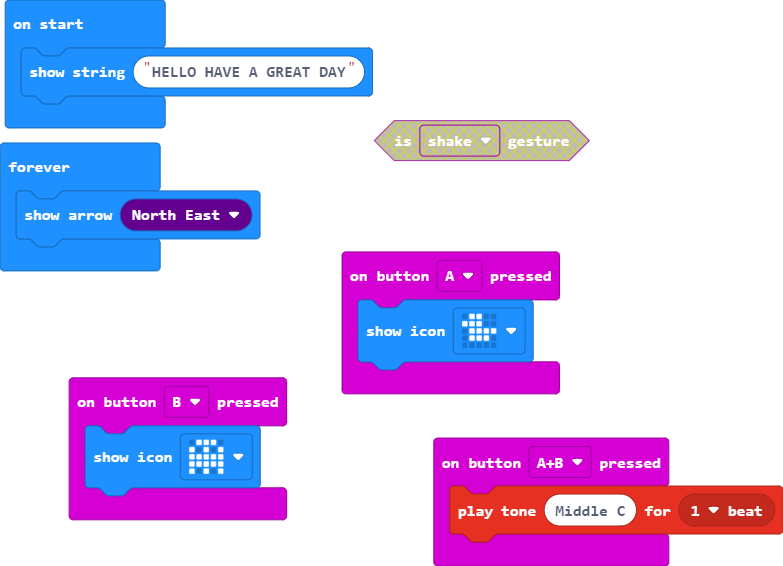 on start
show string "HELLO HAVE A GREAT DAY"
is shake gesture
forever
show arrow North East
on button A pressed
show icon
on button B pressed
show icon
on button A+B pressed
play tone Middle C for 1 beat